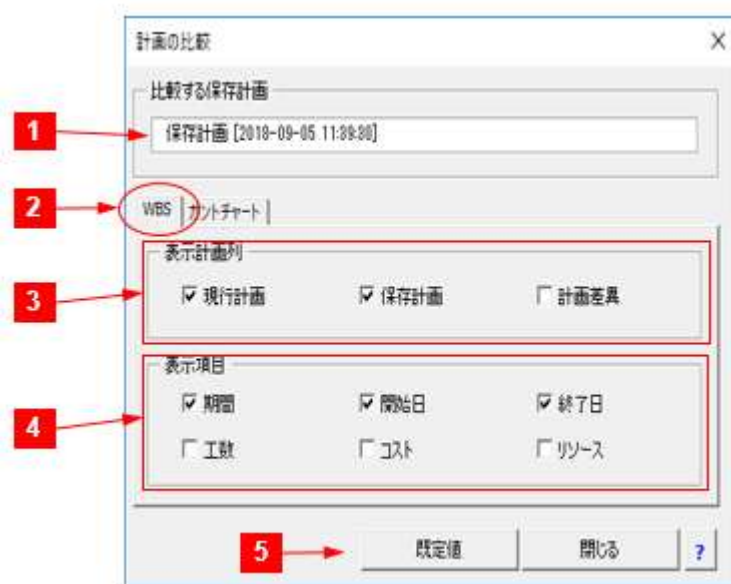 計画の比較
比較する保存計画
1
保存計画 [2018-09-05 11:39:30]
2
WBS
ガントチャート
表示計画列
3
現行計画 保存計画 計画差異
表示項目
期間 開始日 終了日
4
工数 コスト リソース
5
既定値 閉じる ?